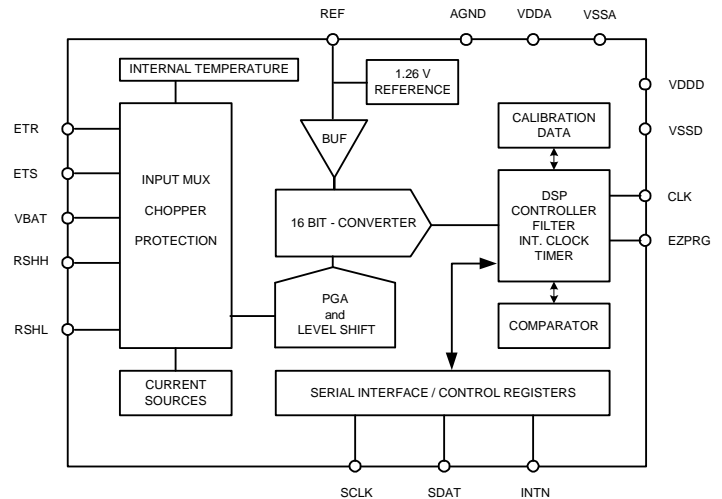 REF
AGND
VDDA
VSSA
INTERNAL TEMPERATURE
1.26 V
REFERENCE
VDDD
ETR
CALIBRATION
DATA
VSSD
BUF
ETS
INPUT MUX
CHOPPER
PROTECTION
DSP
CONTROLLER
FILTER
INT. CLOCK
TIMER
CLK
VBAT
16 BIT - CONVERTER
EZPRG
RSHH
PGA
and
LEVEL SHIFT
RSHL
COMPARATOR
CURRENT
SOURCES
SERIAL INTERFACE / CONTROL REGISTERS
SCLK
SDAT
INTN